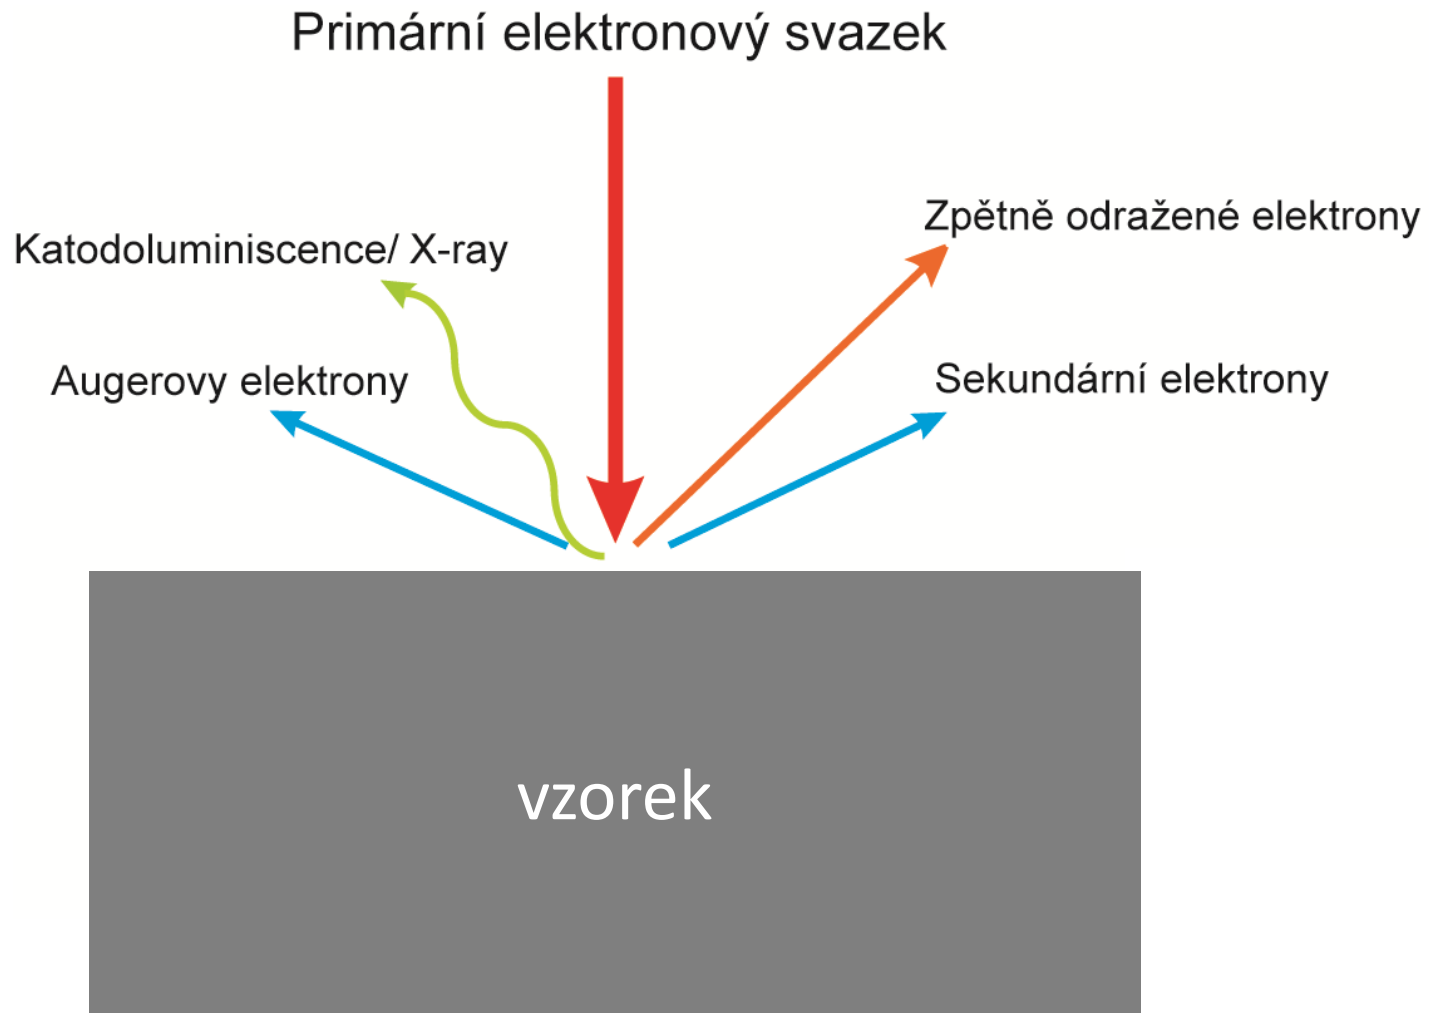 Primární elektronový svazek
Zpětně odražené elektrony
Katodoluminiscence/ X-ray
Augerovy elektrony
Sekundární elektrony
vzorek